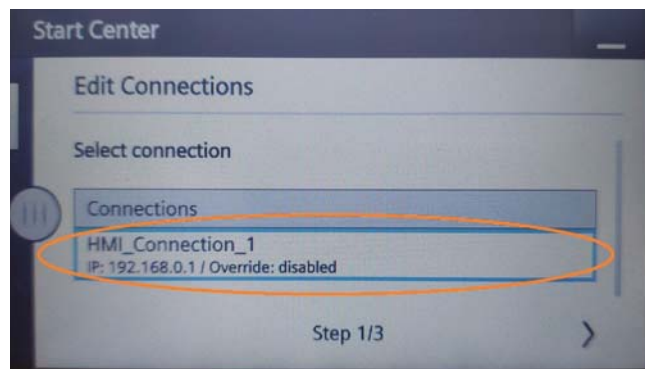 Start Center
Edit Connections
Select connection
Connections
HMI_Connection_1
IP: 192.168.0.1 / Override: disabled
Step 1/3